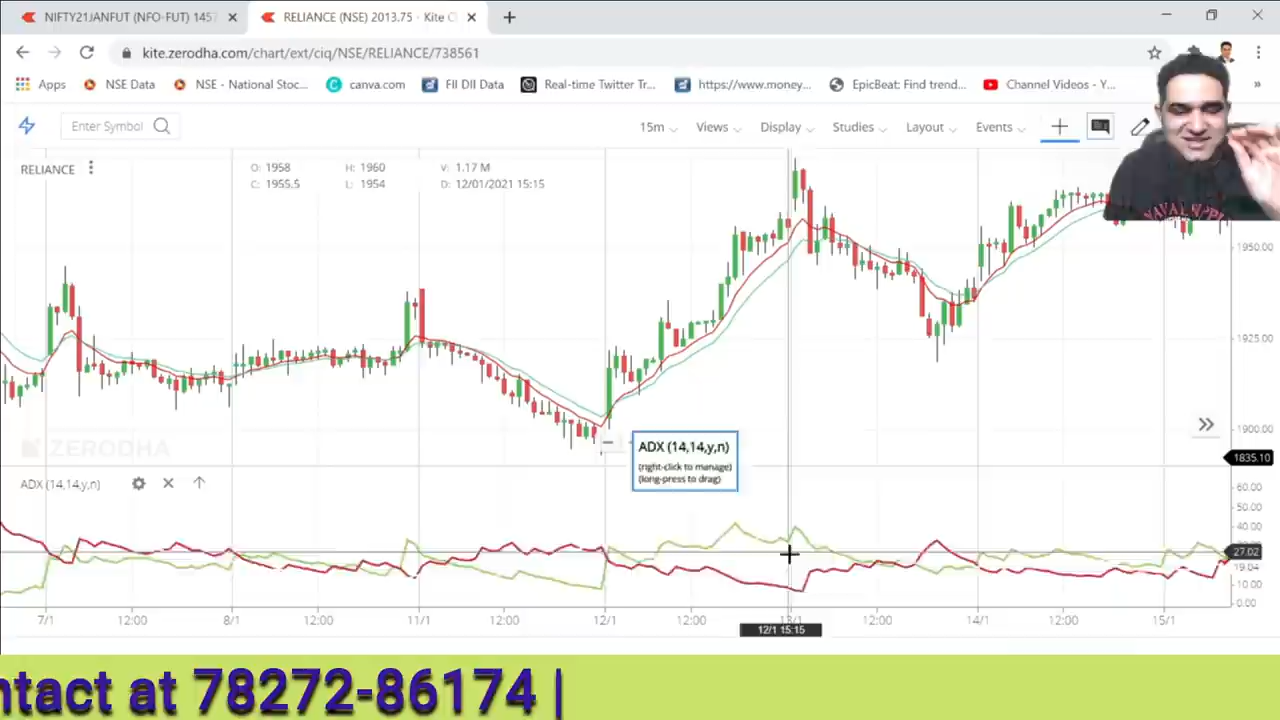 NIFTY21JANFUT (NFO-FUT) 1457
RELIANCE (NSE) 2013.75 - Kite C
kite.zerodha.com/chart/ext/ciq/NSE/RELIANCE/738561
Apps NSE Data NSE - National Stoc... canva.com FII DII Data Real-time Twitter Tr... https://www.money... EpicBeat: Find trend... Channel Videos - Y... »
Enter Symbol 15m Views Display Studies Layout Events
RELIANCE O: 1958 H: 1960 V: 1.17 M
C: 1955.5 L: 1954 D: 12/01/2021 15:15
1950.00
1925.00
1900.00
ZERODHA
1835.10
ADX (14,14,y,n)
(right-click to manage)
(long-press to drag)
ADX (14,14,y,n)
60.00
50.00
40.00
27.02
19.04
10.00
0.00
7/1 12:00 8/1 12:00 11/1 12:00 12/1 12:00 13/1 12:00 14/1 12:00 15/1
12/1 15:15
ntact at 78272-86174 |